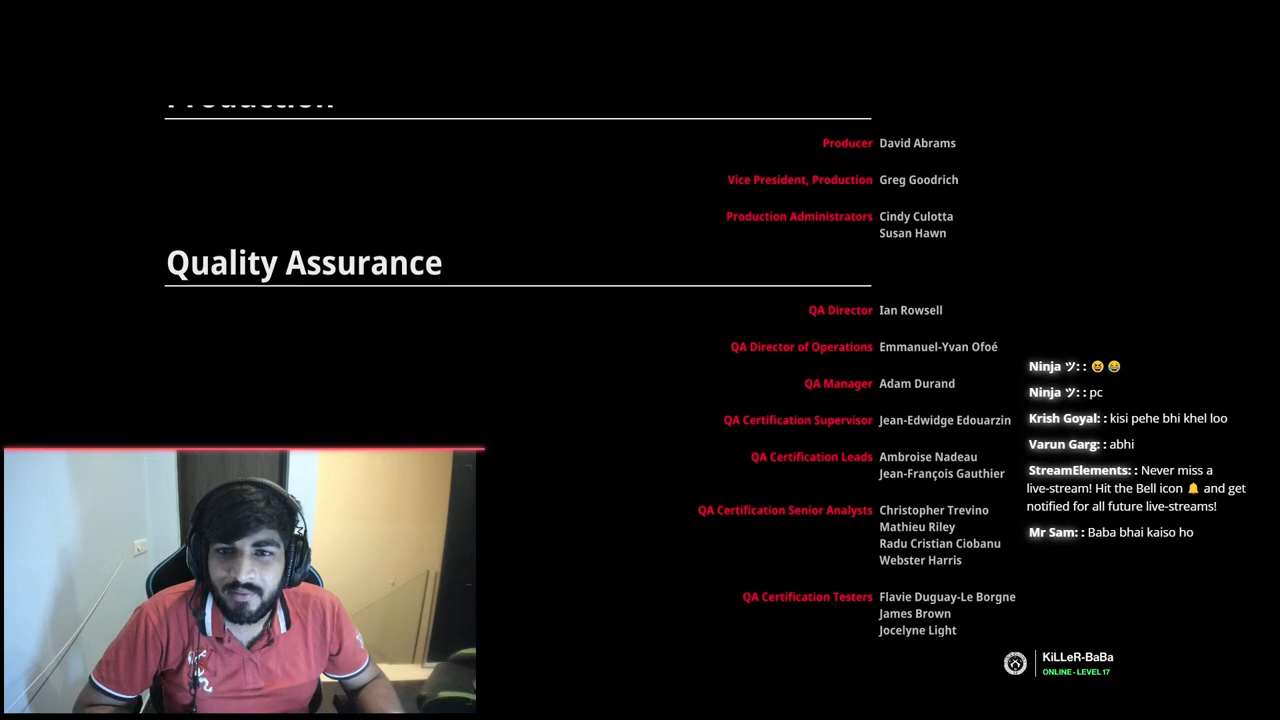 Production
Producer David Abrams
Vice President, Production Greg Goodrich
Production Administrators Cindy Culotta
Susan Hawn
Quality Assurance
QA Director Ian Rowsell
QA Director of Operations Emmanuel-Yvan Ofoé
QA Manager Adam Durand
QA Certification Supervisor Jean-Edwidge Edouarzin
QA Certification Leads Ambroise Nadeau
Jean-François Gauthier
QA Certification Senior Analysts Christopher Trevino
Mathieu Riley
Radu Cristian Ciobanu
Webster Harris
QA Certification Testers Flavie Duguay-Le Borgne
James Brown
Jocelyne Light
Ninja ツ: : 😆 😂
Ninja ツ: : pc
Krish Goyal: : kisi pehe bhi khel loo
Varun Garg: : abhi
StreamElements: : Never miss a
live-stream! Hit the Bell icon 🔔 and get
notified for all future live-streams!
Mr Sam: : Baba bhai kaiso ho
KiLLeR-BaBa
ONLINE - LEVEL 17